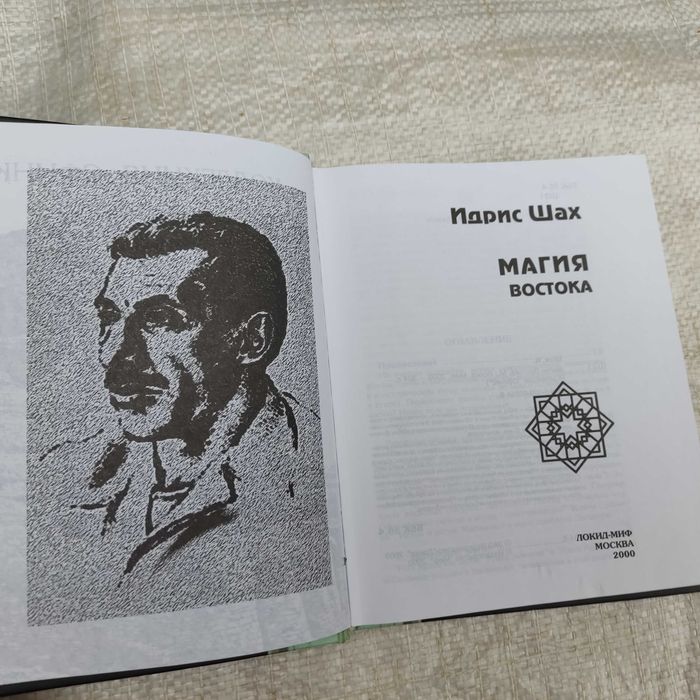 Идрис Шах
МАГИЯ
ВОСТОКА
ЛОКИД-МИФ
МОСКВА
2000